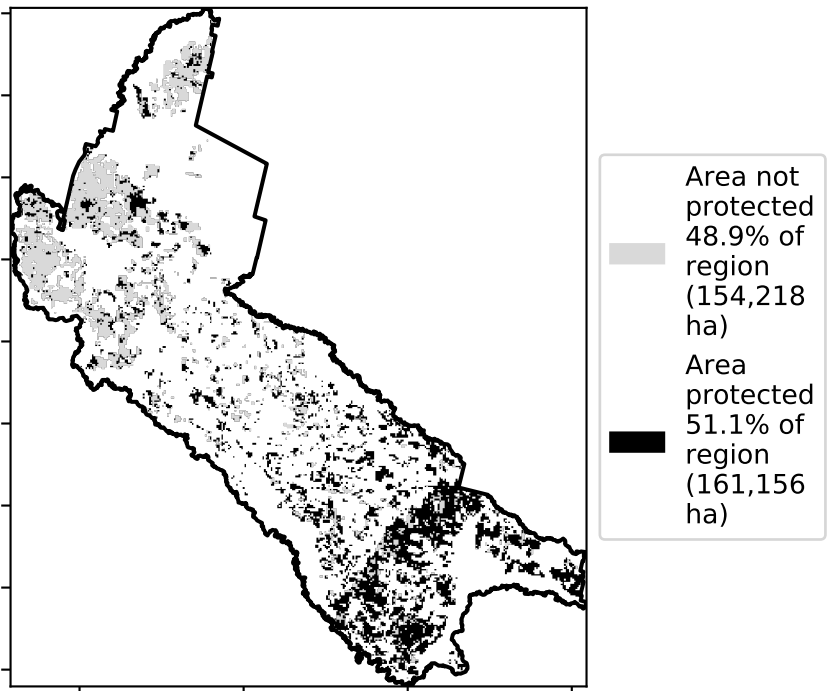 Area not
protected
48.9% of
region
(154,218
ha)
Area
protected
51.1% of
region
(161,156
ha)